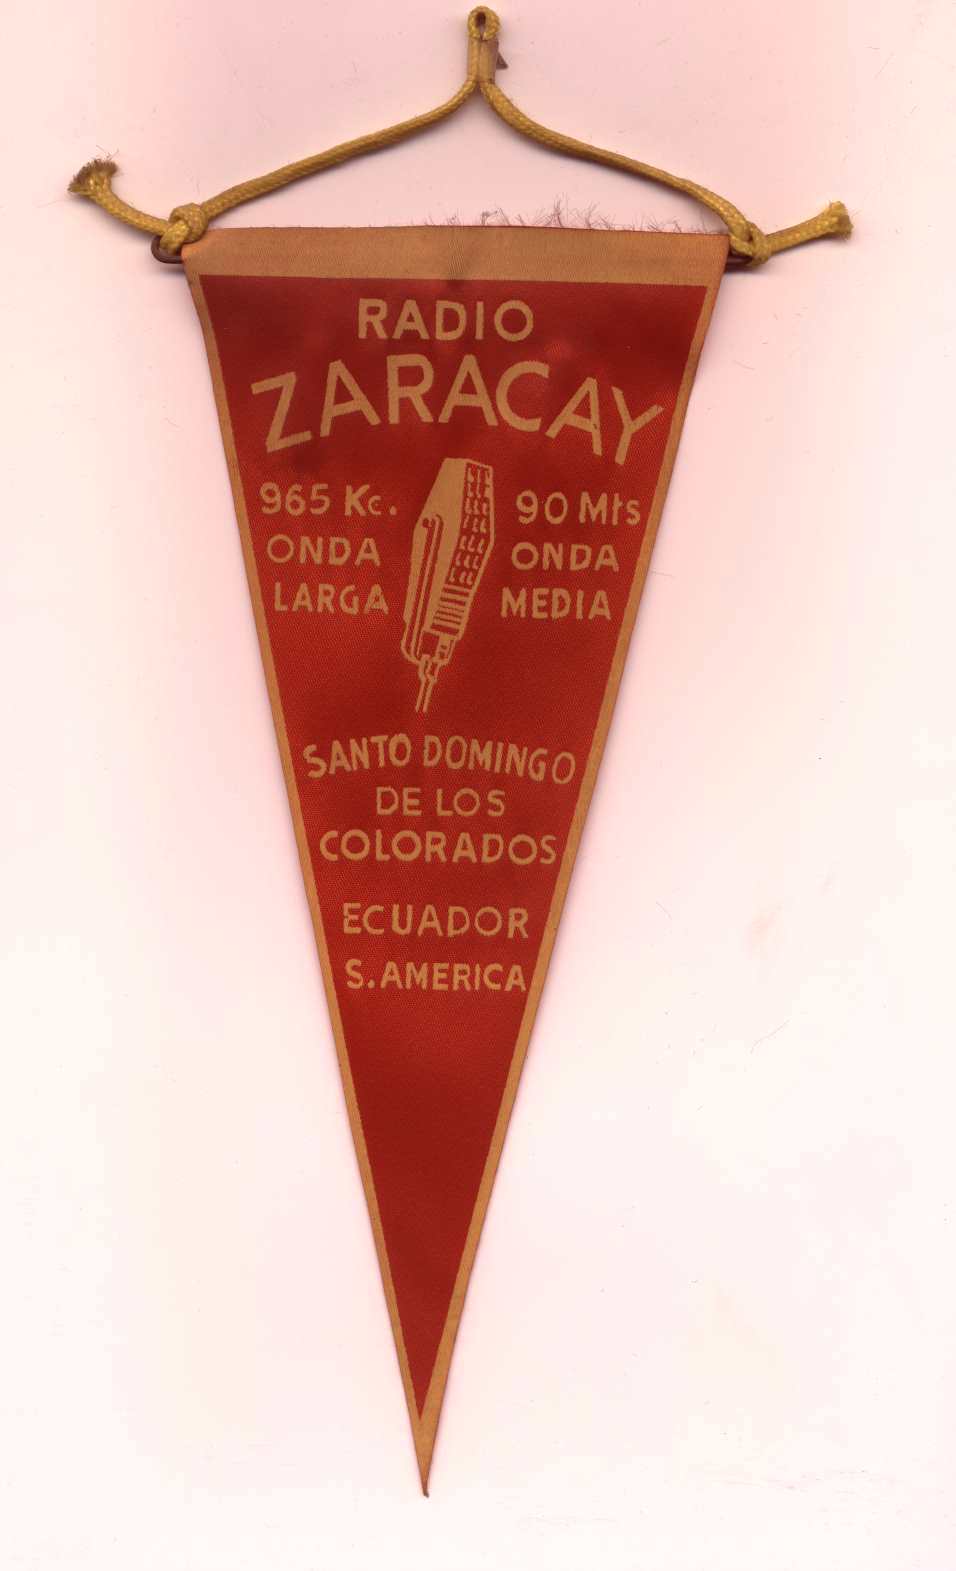 RADIO
ZARACAY
965 Kc.
ONDA
LARGA
90 Mts
ONDA
MEDIA
SANTO DOMINGO
DE LOS
COLORADOS
ECUADOR
S. AMERICA